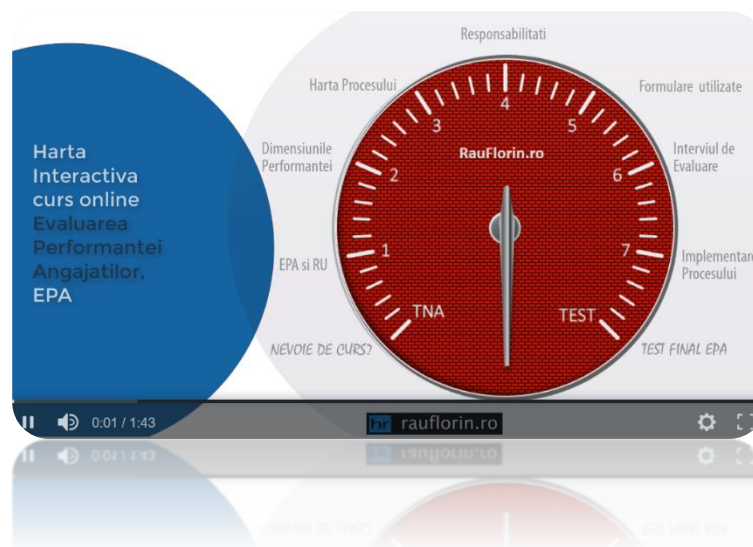 Harta
Interactiva
curs online
Evaluarea
Performantei
Angajatilor,
EPA
Responsabilitati
Harta Procesului
Formulare utilizate
Dimensiunile
Performantei
Interviul de
Evaluare
EPA si RU
Implementare
Procesului
NEVOIE DE CURS?
TEST FINAL EPA
RauFlorin.ro
TNA
1
2
3
4
5
6
7
TEST
0:01 / 1:43
hr rauflorin.ro